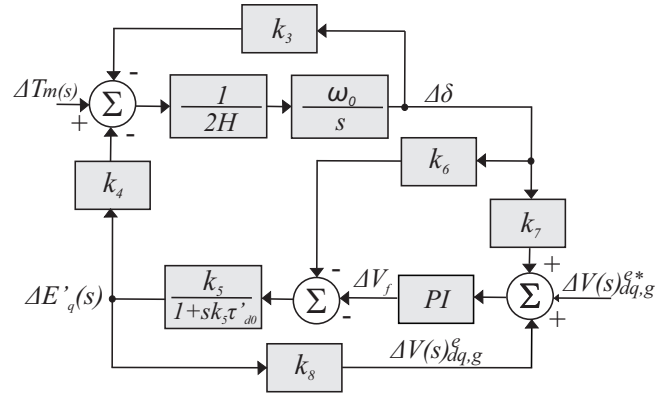 k3
-
ΔTm(s)
+
Σ
-
1
2H
ω0
s
Δδ
k4
k6
k7
-
+
ΔE'q(s)
k5
1+sk5τ'd0
Σ
-
ΔVf
PI
Σ
ΔV(s)^e*dq,g
+
k8
ΔV(s)^e dq,g